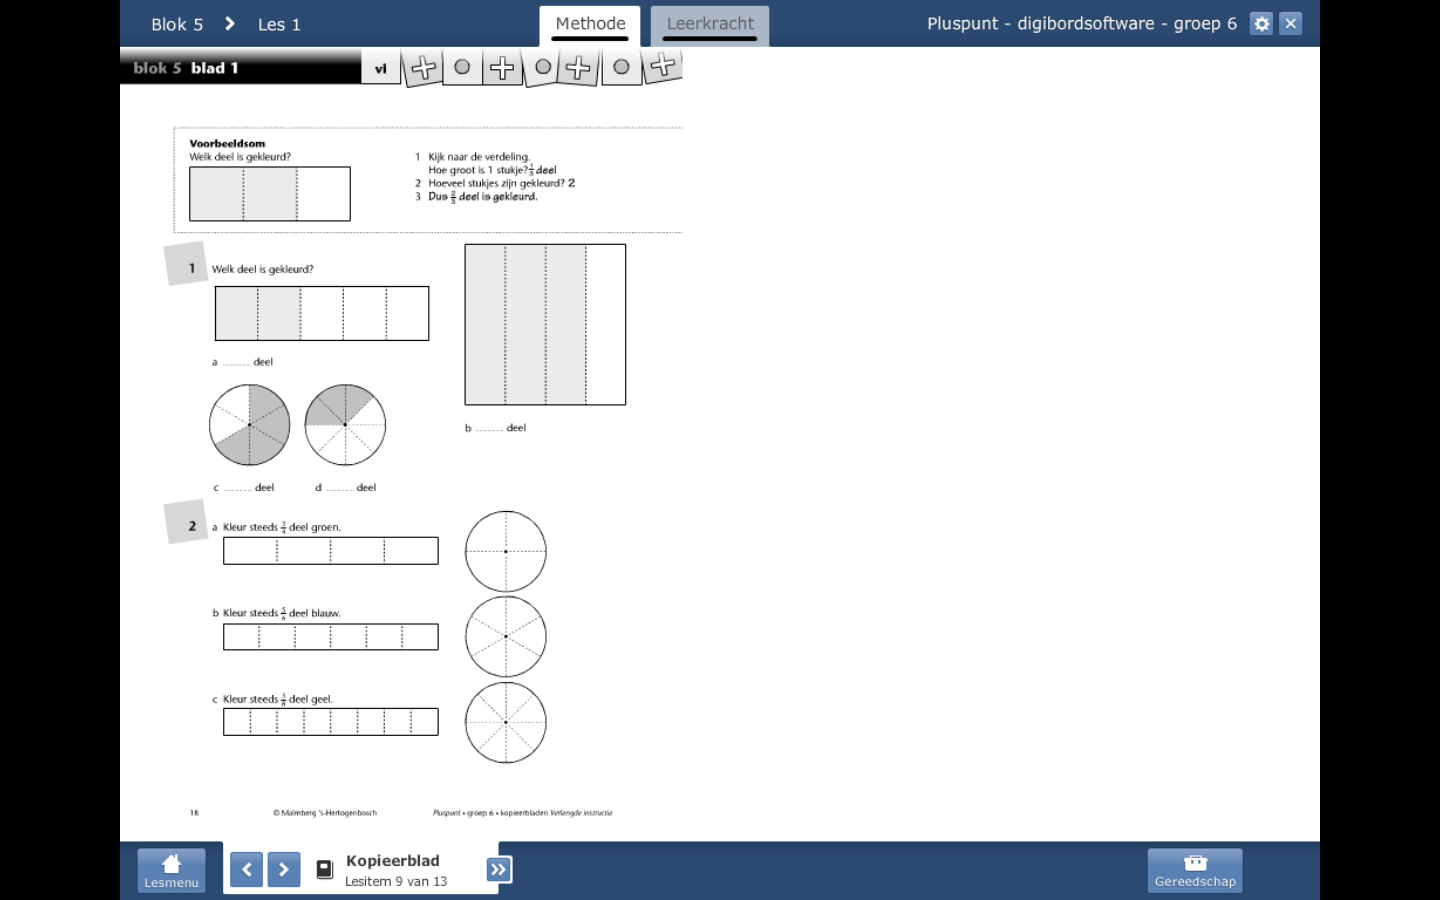 Blok 5 Les 1 Methode Leerkracht Pluspunt - digibordsoftware - groep 6
blok 5 blad 1 vi
Voorbeeldsom
Welk deel is gekleurd?
1 Kijk naar de verdeling.
Hoe groot is 1 stukje? 1/3 deel
2 Hoeveel stukjes zijn gekleurd? 2
3 Dus 2/3 deel is gekleurd.
1 Welk deel is gekleurd?
a ......... deel
b ......... deel
c ......... deel d ......... deel
2 a Kleur steeds 3/4 deel groen.
b Kleur steeds 5/6 deel blauw.
c Kleur steeds 3/8 deel geel.
18 © Malmberg 's-Hertogenbosch Pluspunt • groep 6 • kopieerbladen Verlengde instructie
Lesmenu
Kopieerblad
Lesitem 9 van 13
Gereedschap